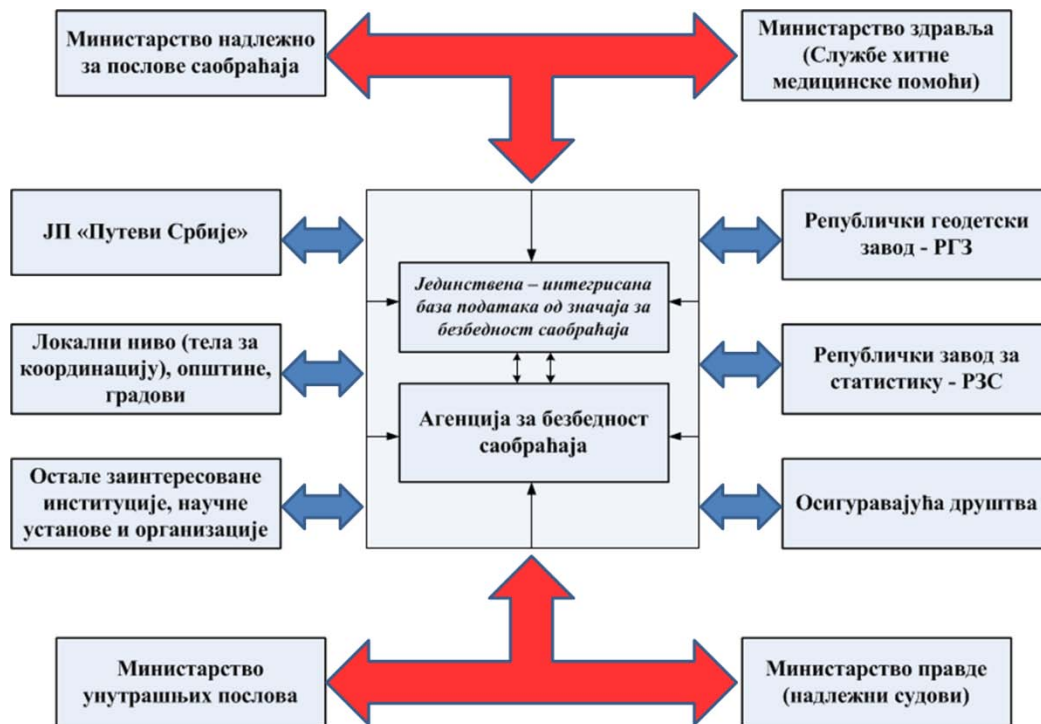 Министарство надлежно
за послове саобраћаја
Министарство здравља
(Службе хитне
медицинске помоћи)
ЈП «Путеви Србије»
Републички геодетски
завод - РГЗ
Јединствена – интегрисана
база података од значаја за
безбедност саобраћаја
Локални ниво (тела за
координацију), општине,
градови
Републички завод за
статистику - РЗС
Агенција за безбедност
саобраћаја
Остале заинтересоване
институције, научне
установе и организације
Осигуравајућа друштва
Министарство
унутрашњих послова
Министарство правде
(надлежни судови)